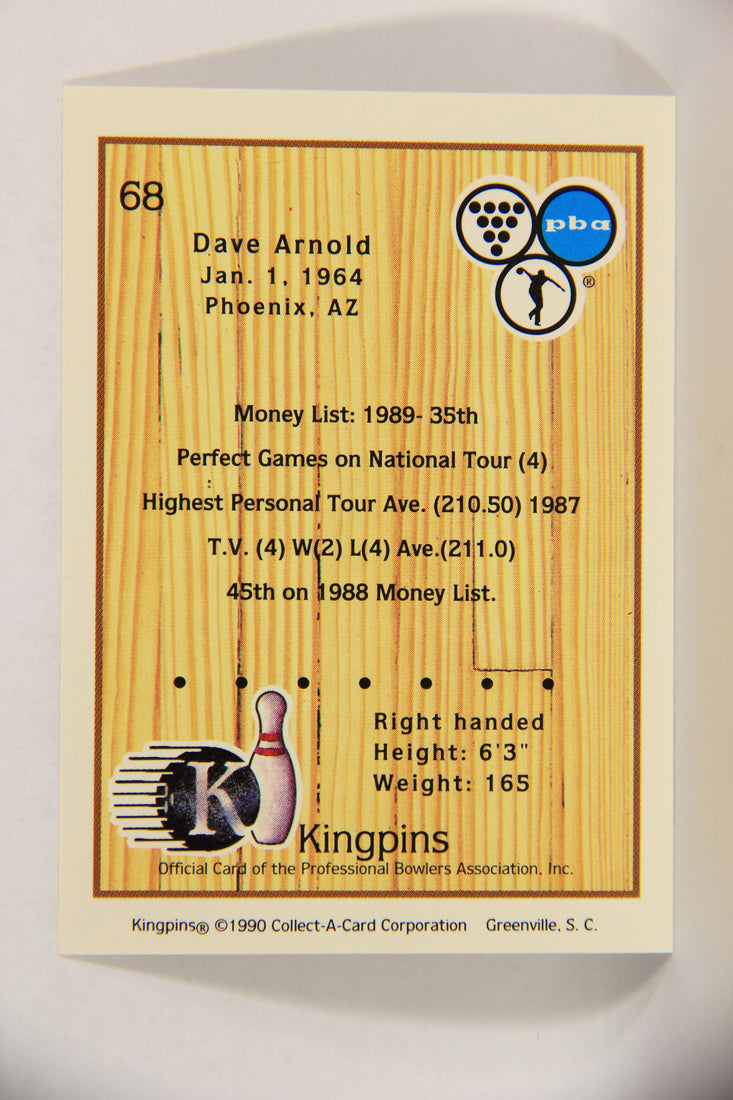 68
pba
®
Dave Arnold
Jan. 1, 1964
Phoenix, AZ
Money List: 1989- 35th
Perfect Games on National Tour (4)
Highest Personal Tour Ave. (210.50) 1987
T.V. (4) W(2) L(4) Ave.(211.0)
45th on 1988 Money List.
Right handed
Height: 6'3"
Weight: 165
K
Kingpins
Official Card of the Professional Bowlers Association, Inc.
Kingpins® ©1990 Collect-A-Card Corporation Greenville, S. C.